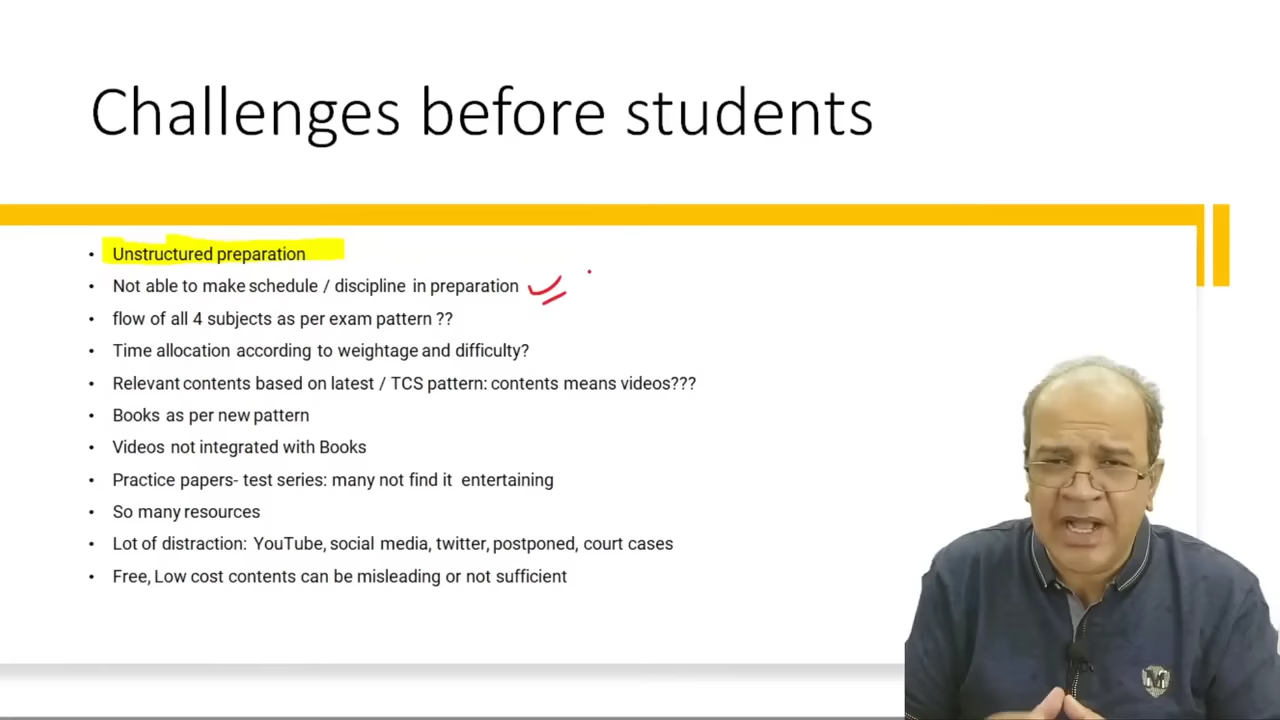 Challenges before students
• Unstructured preparation
• Not able to make schedule / discipline in preparation
• flow of all 4 subjects as per exam pattern ??
• Time allocation according to weightage and difficulty?
• Relevant contents based on latest / TCS pattern: contents means videos???
• Books as per new pattern
• Videos not integrated with Books
• Practice papers- test series: many not find it entertaining
• So many resources
• Lot of distraction: YouTube, social media, twitter, postponed, court cases
• Free, Low cost contents can be misleading or not sufficient
M